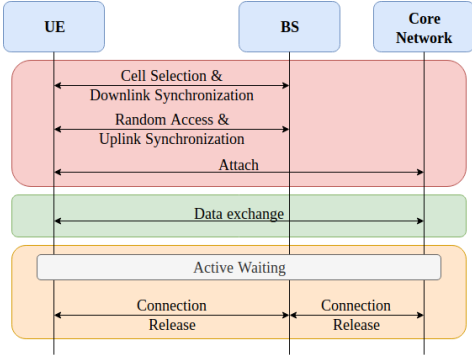 UE
BS
Core
Network
Cell Selection &
Downlink Synchronization
Random Access &
Uplink Synchronization
Attach
Data exchange
Active Waiting
Connection
Release
Connection
Release